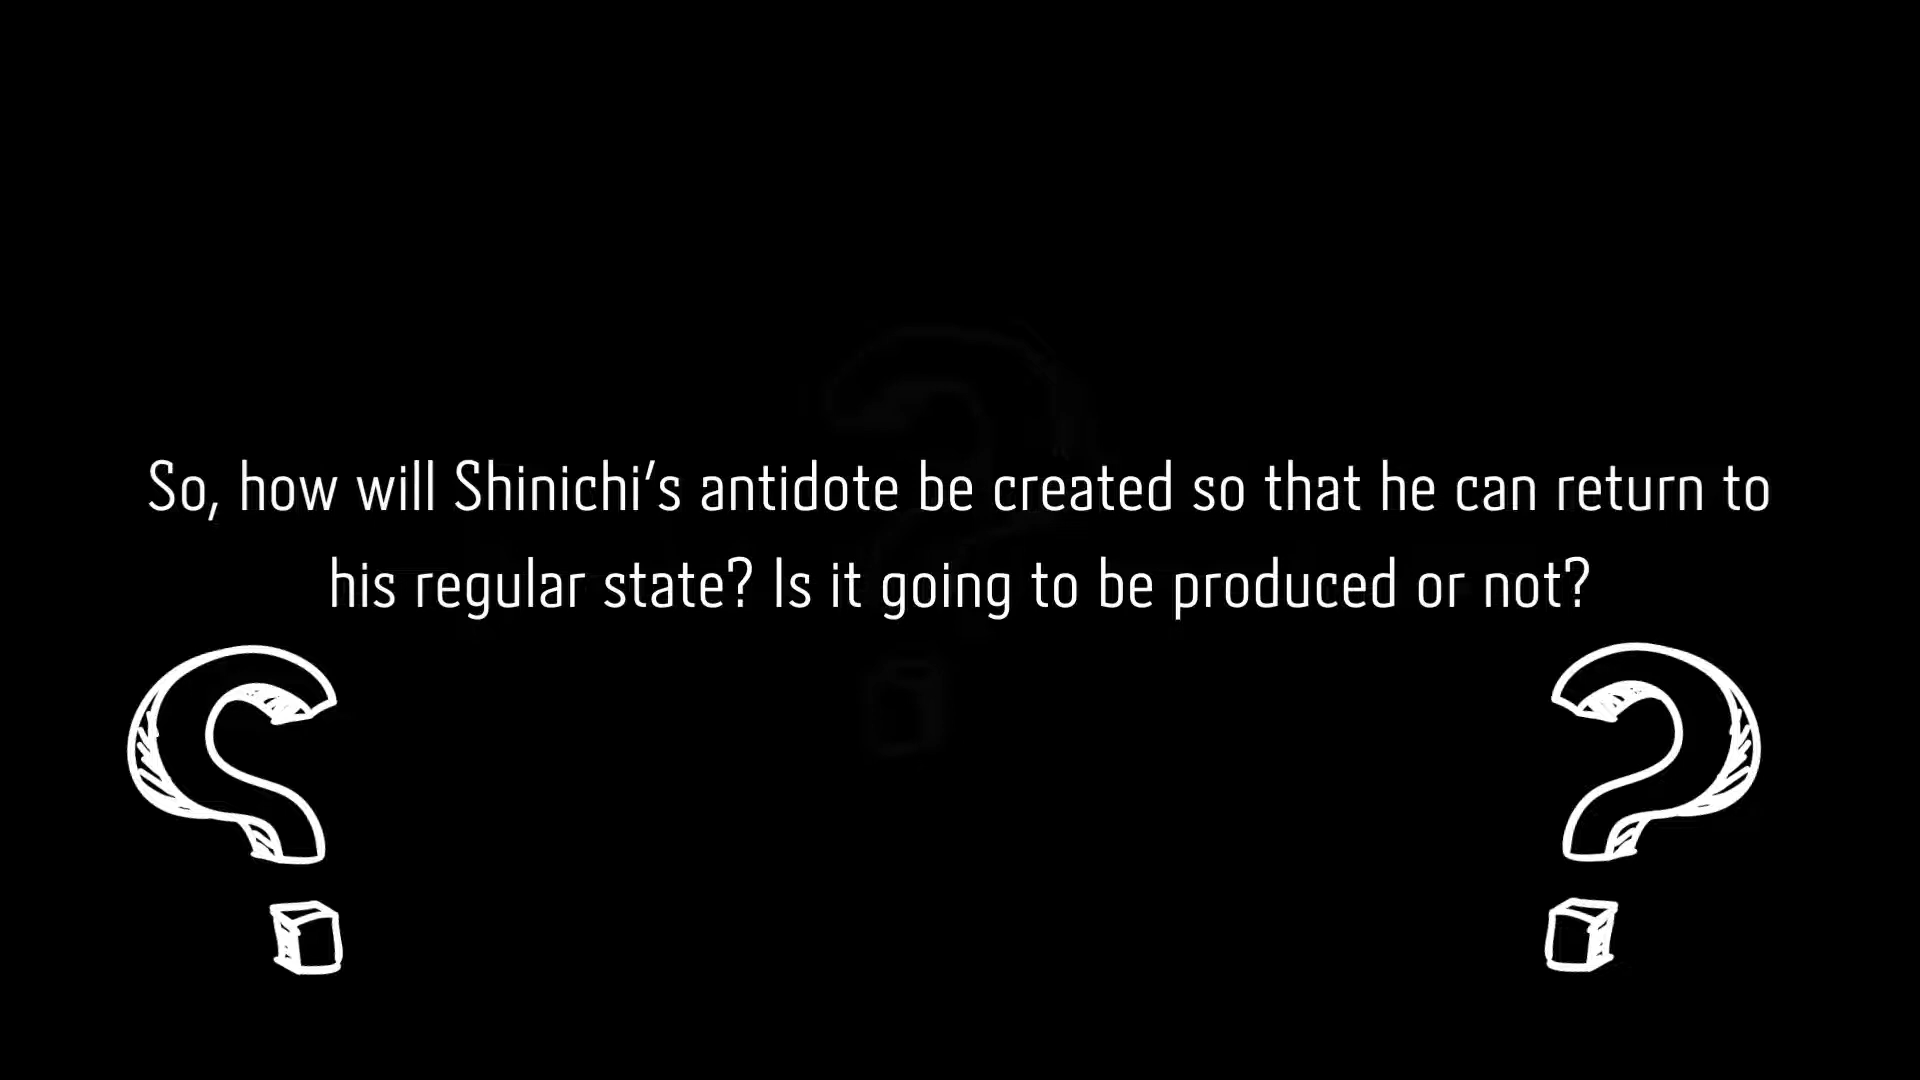 So, how will Shinichi's antidote be created so that he can return to
his regular state? Is it going to be produced or not?